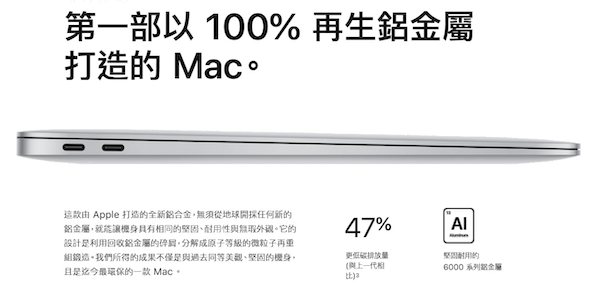 第一部以 100% 再生鋁金屬
打造的 Mac。
這款由 Apple 打造的全新鋁合金，無須從地球開採任何新的
鋁金屬，就能讓機身具有相同的堅固、耐用性與無瑕外觀。它的
設計是利用回收鋁金屬的碎屑，分解成原子等級的微粒子再重
組鍛造。我們所得的成果不僅是與過去同等美觀、堅固的機身，
且是迄今最環保的一款 Mac。
47%
更低碳排放量
(與上一代相
比)²
13
Al
Aluminium
堅固耐用的
6000 系列鋁金屬